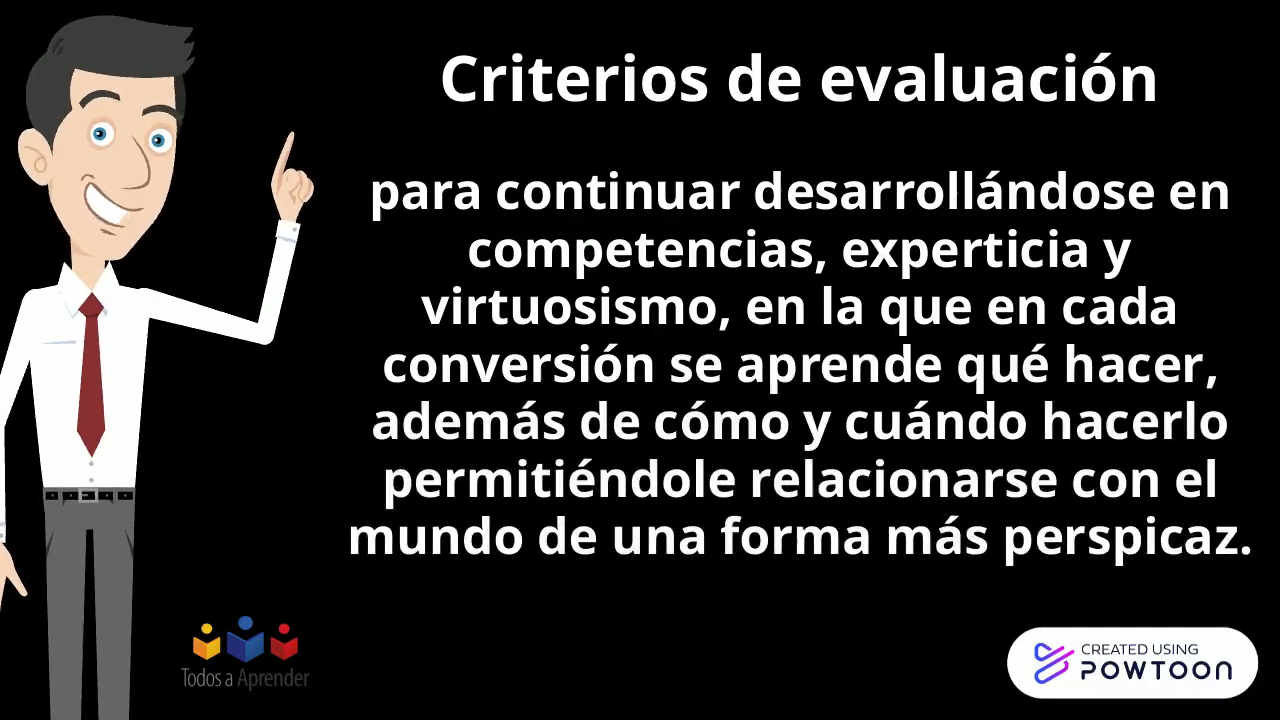 Criterios de evaluación
para continuar desarrollándose en
competencias, experticia y
virtuosismo, en la que en cada
conversión se aprende qué hacer,
además de cómo y cuándo hacerlo
permitiéndole relacionarse con el
mundo de una forma más perspicaz.
Todos a Aprender
CREATED USING
POWTOON